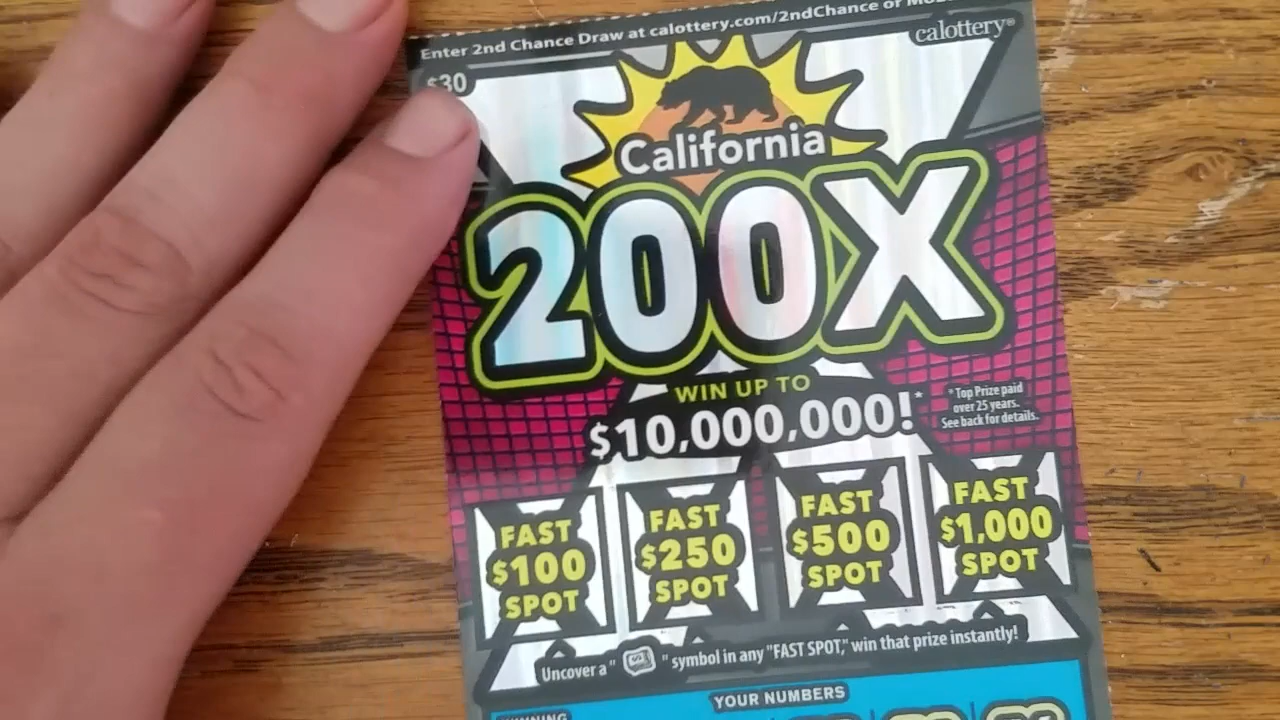 Enter 2nd Chance Draw at calottery.com/2ndChance or
calottery®
$30
California
200X
WIN UP TO
$10,000,000!*
* Top Prize paid
over 25 years.
See back for details.
FAST
$100
SPOT
FAST
$250
SPOT
FAST
$500
SPOT
FAST
$1,000
SPOT
Uncover a " " symbol in any "FAST SPOT," win that prize instantly!
YOUR NUMBERS
WINNING